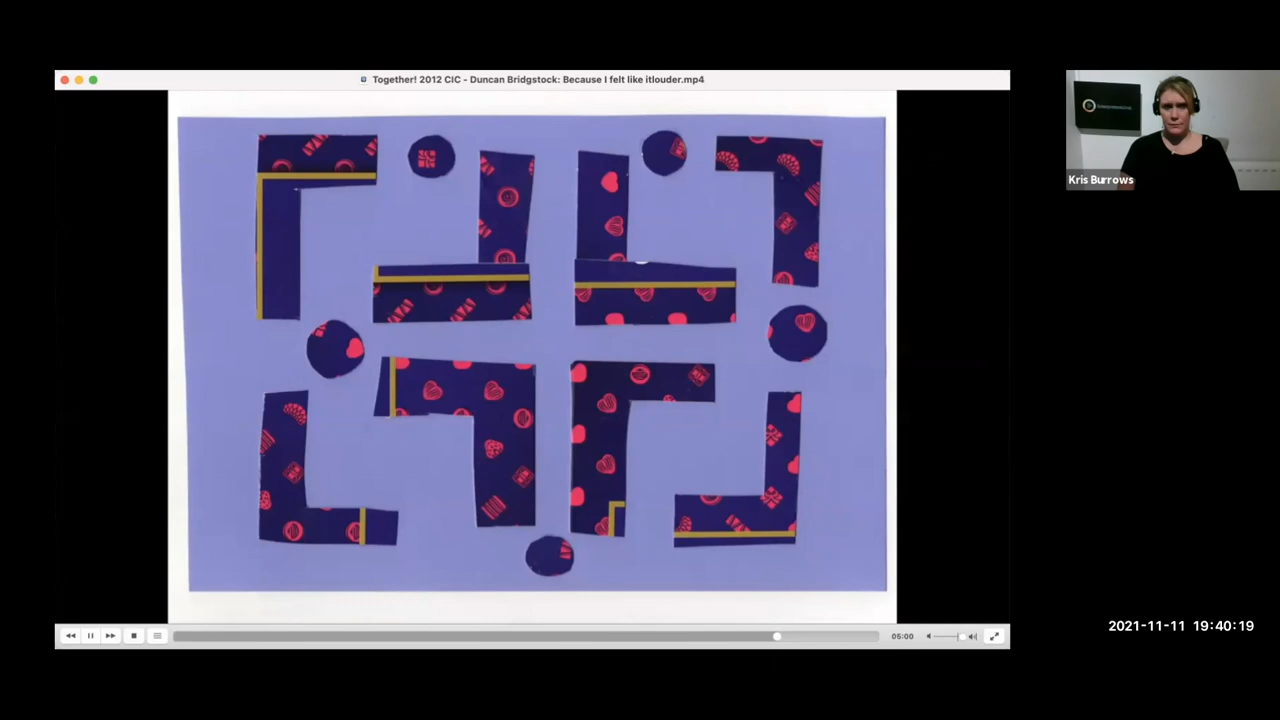 Together! 2012 CIC - Duncan Bridgstock: Because I felt like itlouder.mp4
Kris Burrows
05:00
2021-11-11 19:40:19